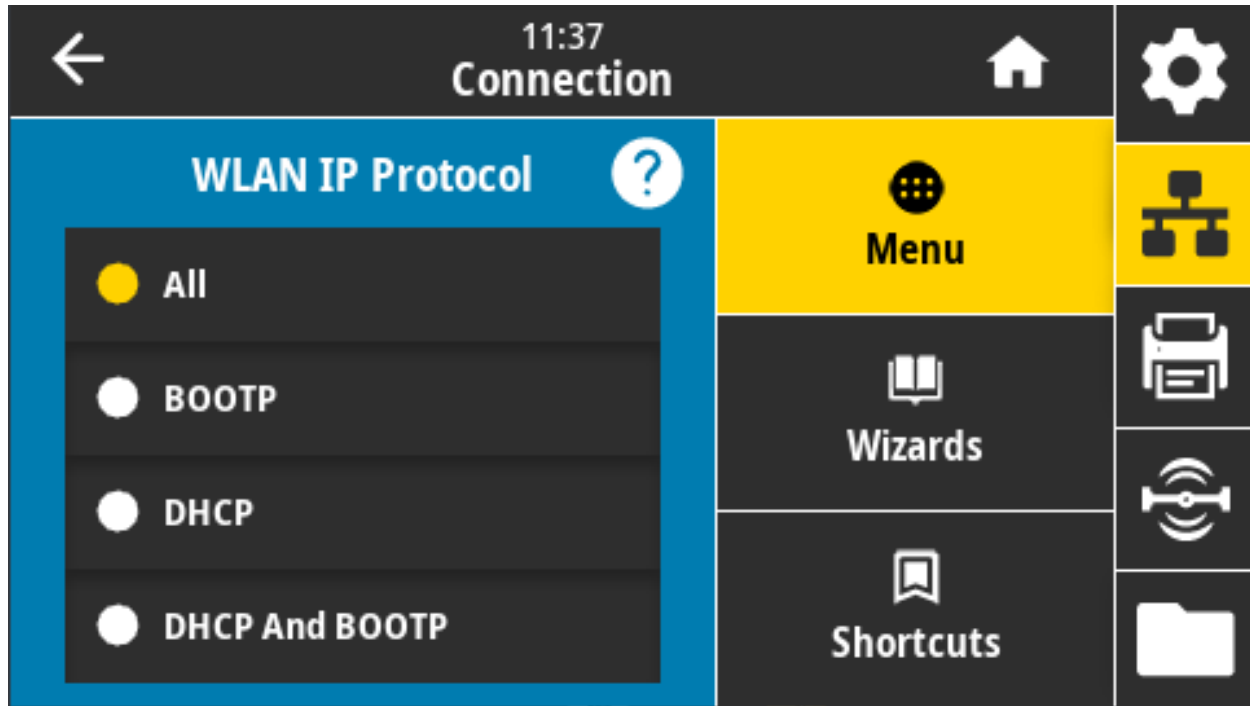 11:37
Connection
WLAN IP Protocol
?
All
BOOTP
DHCP
DHCP And BOOTP
Menu
Wizards
Shortcuts